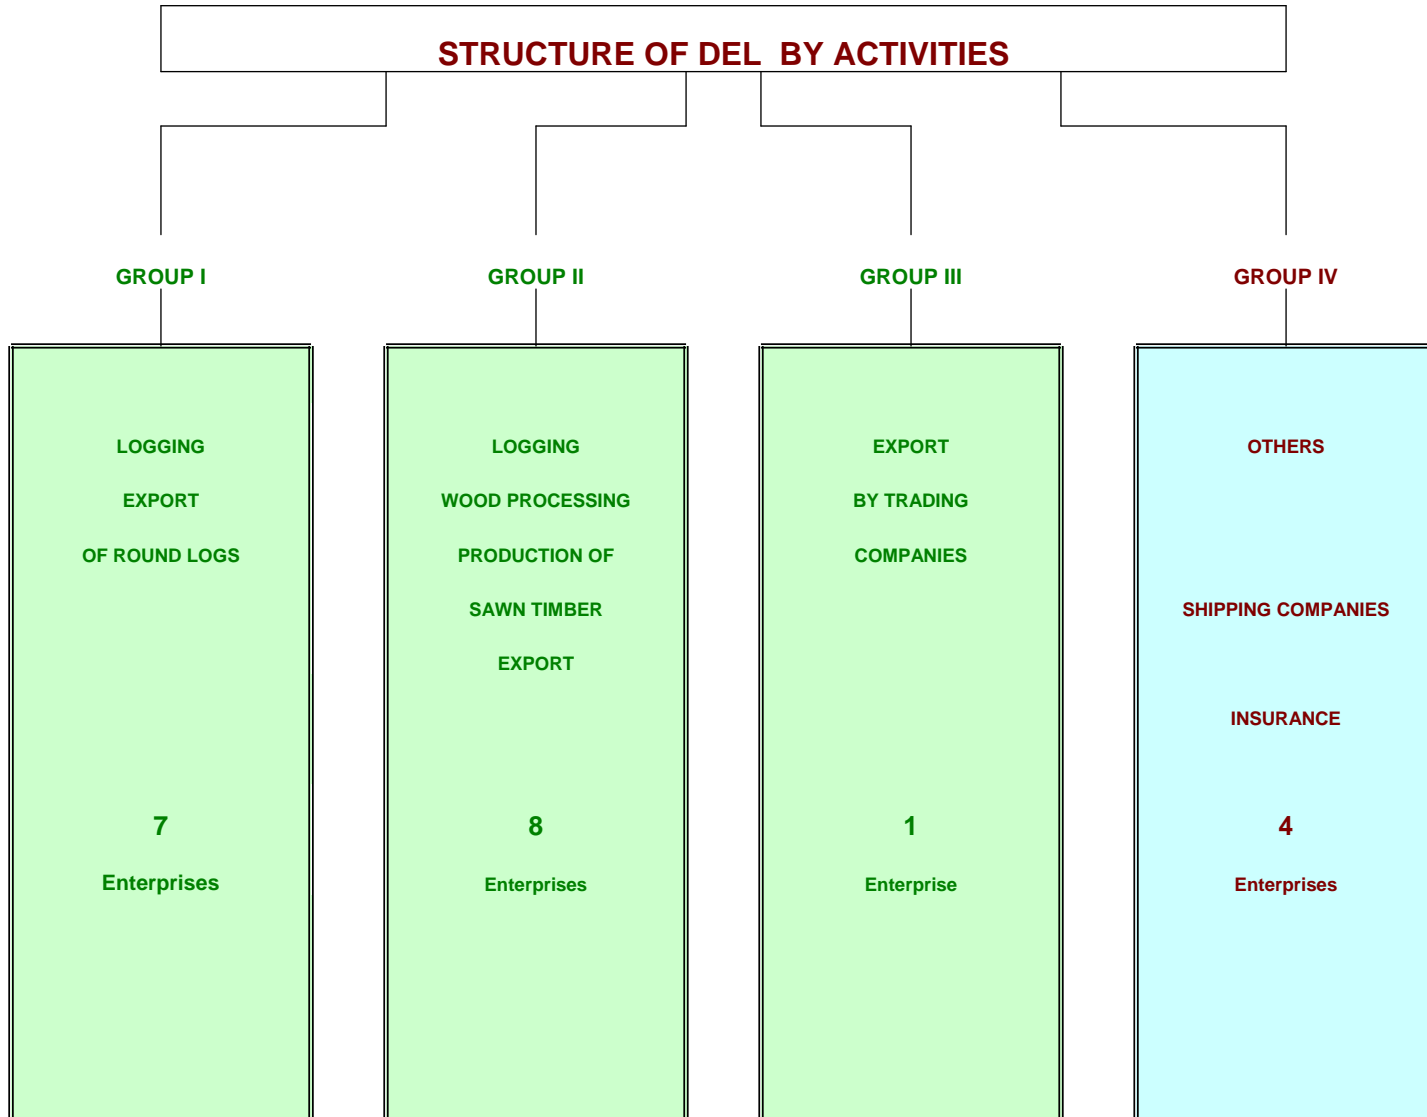 STRUCTURE OF DEL BY ACTIVITIES
GROUP I
GROUP II
GROUP III
GROUP IV
LOGGING
EXPORT
OF ROUND LOGS
7
Enterprises
LOGGING
WOOD PROCESSING
PRODUCTION OF
SAWN TIMBER
EXPORT
8
Enterprises
EXPORT
BY TRADING
COMPANIES
1
Enterprise
OTHERS
SHIPPING COMPANIES
INSURANCE
4
Enterprises